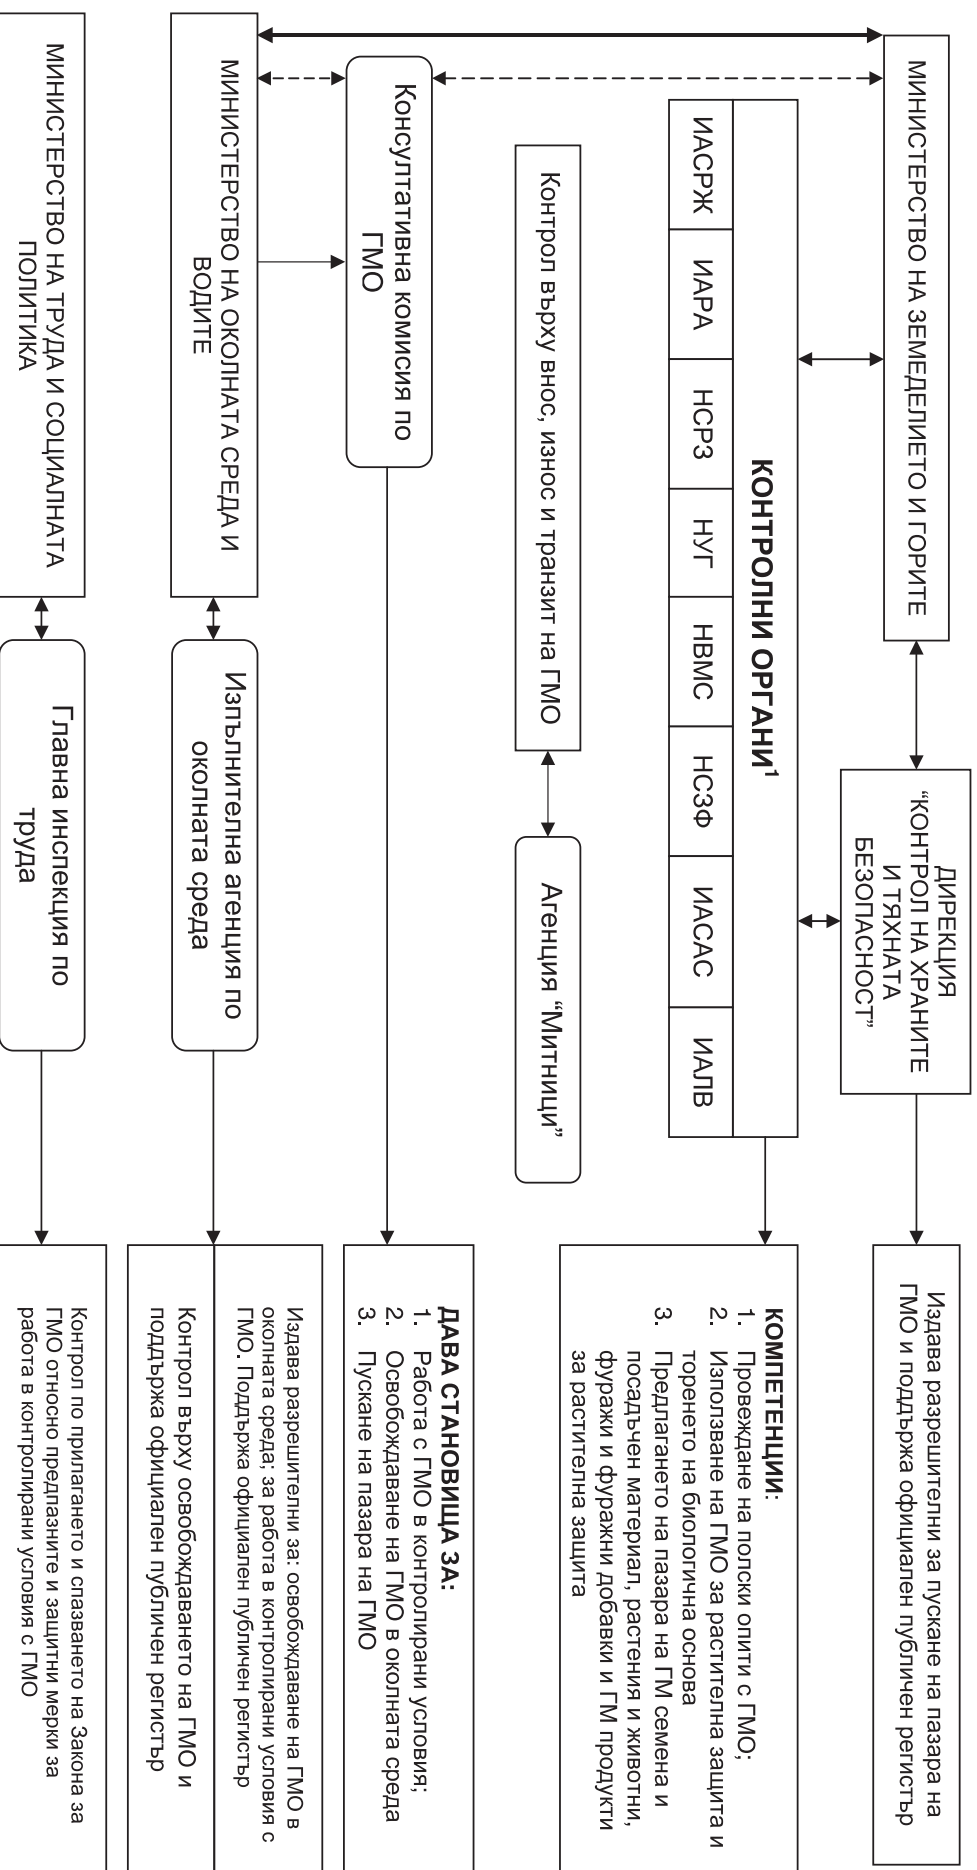 МИНИСТЕРСТВО НА ЗЕМЕДЕЛИЕТО И ГОРИТЕ
ДИРЕКЦИЯ
“КОНТРОЛ НА ХРАНИТЕ
И ТЯХНАТА
БЕЗОПАСНОСТ”
Издава разрешителни за пускане на пазара на
ГМО и поддържа официален публичен регистър
КОНТРОЛНИ ОРГАНИ¹
ИАСРЖ
ИАРА
НСРЗ
НУГ
НВМС
НСЗФ
ИАСАС
ИАЛВ
КОМПЕТЕНЦИИ:
1. Провеждане на полски опити с ГМО;
2. Използване на ГМО за растителна защита и
торенето на биологична основа
3. Предлагането на пазара на ГМ семена и
посадъчен материал, растения и животни,
фуражи и фуражни добавки и ГМ продукти
за растителна защита
Контрол върху внос, износ и транзит на ГМО
Агенция “Митници”
Консултативна комисия по
ГМО
ДАВА СТАНОВИЩА ЗА:
1. Работа с ГМО в контролирани условия;
2. Освобождаване на ГМО в околната среда
3. Пускане на пазара на ГМО
МИНИСТЕРСТВО НА ОКОЛНАТА СРЕДА И
ВОДИТЕ
Изпълнителна агенция по
околната среда
Издава разрешителни за: освобождаване на ГМО в
околната среда; за работа в контролирани условия с
ГМО. Поддържа официален публичен регистър
Контрол върху освобождаването на ГМО и
поддържа официален публичен регистър
МИНИСТЕРСТВО НА ТРУДА И СОЦИАЛНАТА
ПОЛИТИКА
Главна инспекция по
труда
Контрол по прилагането и спазването на Закона за
ГМО относно предпазните и защитни мерки за
работа в контролирани условия с ГМО